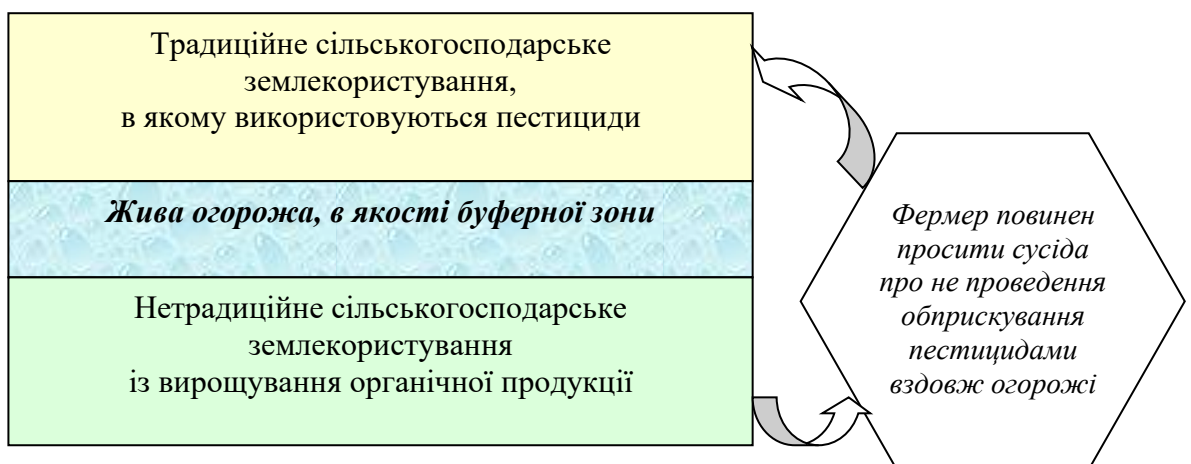 Традиційне сільськогосподарське
землекористування,
в якому використовуються пестициди
Жива огорожа, в якості буферної зони
Нетрадиційне сільськогосподарське
землекористування
із вирощування органічної продукції
Фермер повинен
просити сусіда
про не проведення
обприскування
пестицидами
вздовж огорожі